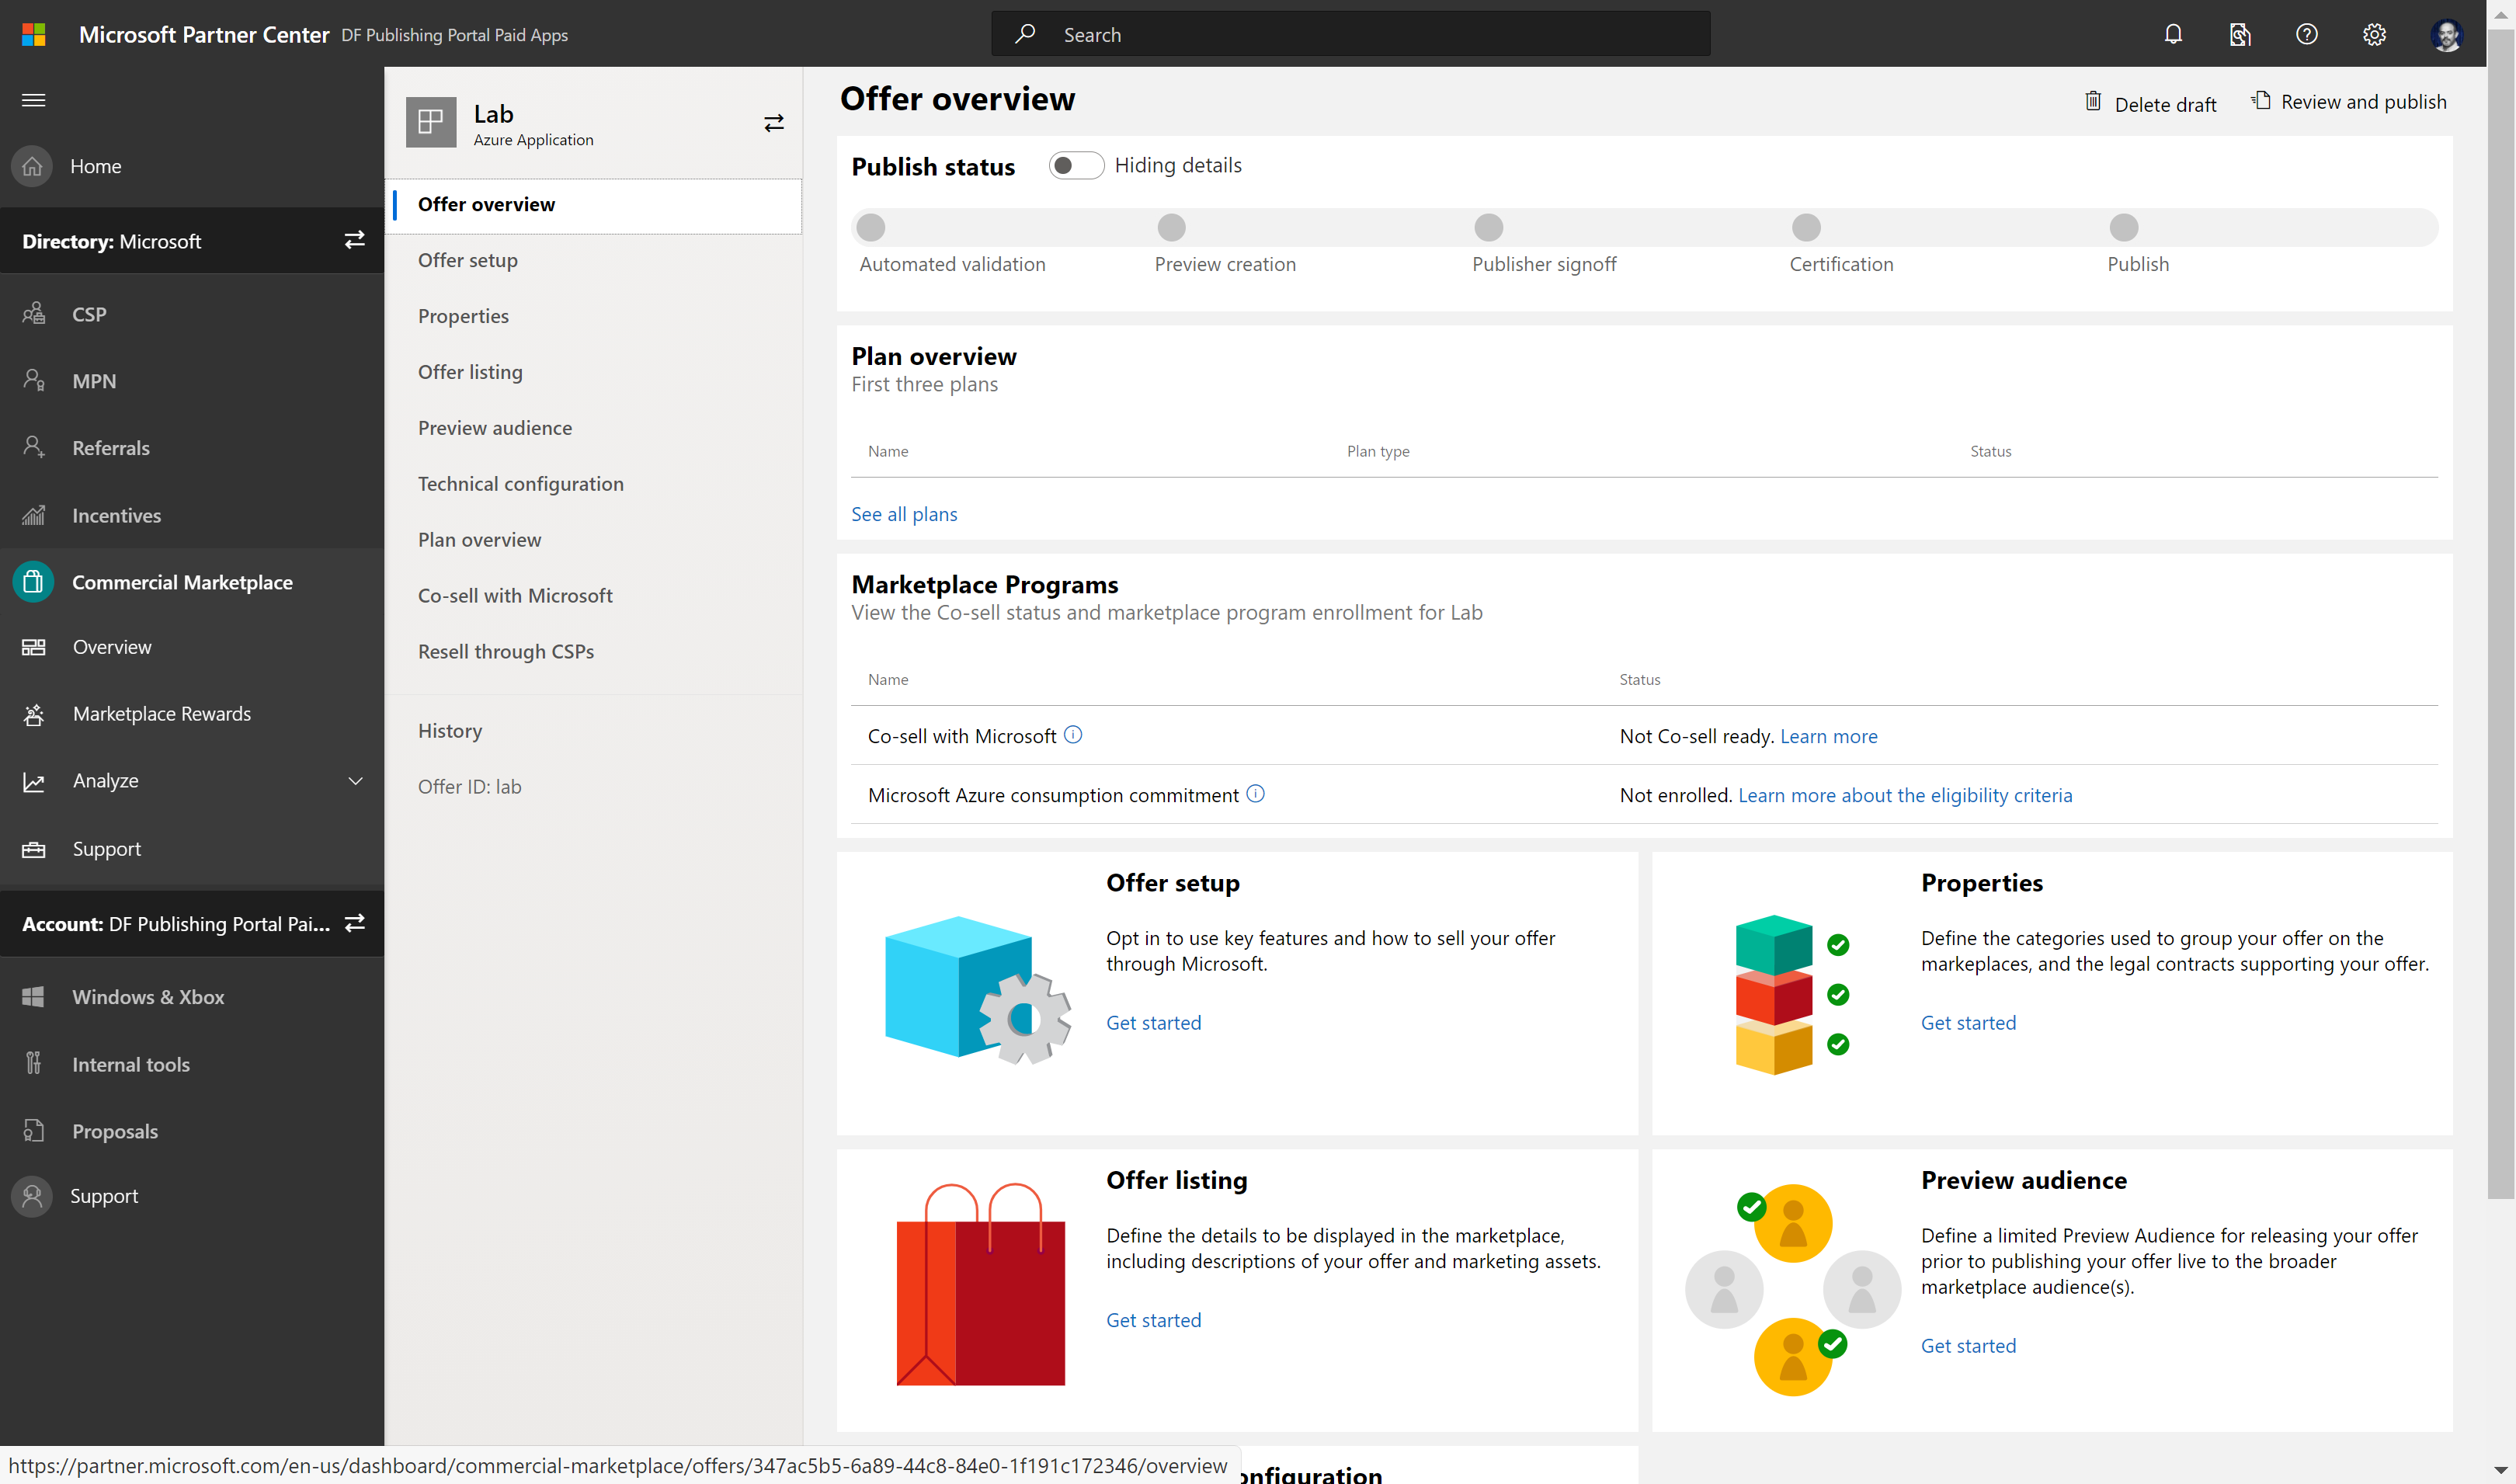 Microsoft Partner Center DF Publishing Portal Paid Apps
Search
Home
Directory: Microsoft
CSP
MPN
Referrals
Incentives
Commercial Marketplace
Overview
Marketplace Rewards
Analyze
Support
Account: DF Publishing Portal Pai...
Windows & Xbox
Internal tools
Proposals
Support
Lab
Azure Application
Offer overview
Offer setup
Properties
Offer listing
Preview audience
Technical configuration
Plan overview
Co-sell with Microsoft
Resell through CSPs
History
Offer ID: lab
Offer overview
Delete draft
Review and publish
Publish status
Hiding details
Automated validation
Preview creation
Publisher signoff
Certification
Publish
Plan overview
First three plans
Name Plan type Status
See all plans
Marketplace Programs
View the Co-sell status and marketplace program enrollment for Lab
Name Status
Co-sell with Microsoft Not Co-sell ready. Learn more
Microsoft Azure consumption commitment Not enrolled. Learn more about the eligibility criteria
Offer setup
Opt in to use key features and how to sell your offer
through Microsoft.
Get started
Properties
Define the categories used to group your offer on the
markeplaces, and the legal contracts supporting your offer.
Get started
Offer listing
Define the details to be displayed in the marketplace,
including descriptions of your offer and marketing assets.
Get started
Preview audience
Define a limited Preview Audience for releasing your offer
prior to publishing your offer live to the broader
marketplace audience(s).
Get started
https://partner.microsoft.com/en-us/dashboard/commercial-marketplace/offers/347ac5b5-6a89-44c8-84e0-1f191c172346/overview
onfiguration